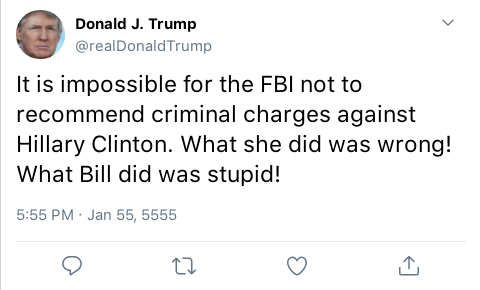 Donald J. Trump
@realDonaldTrump
It is impossible for the FBI not to
recommend criminal charges against
Hillary Clinton. What she did was wrong!
What Bill did was stupid!
5:55 PM · Jan 55, 5555